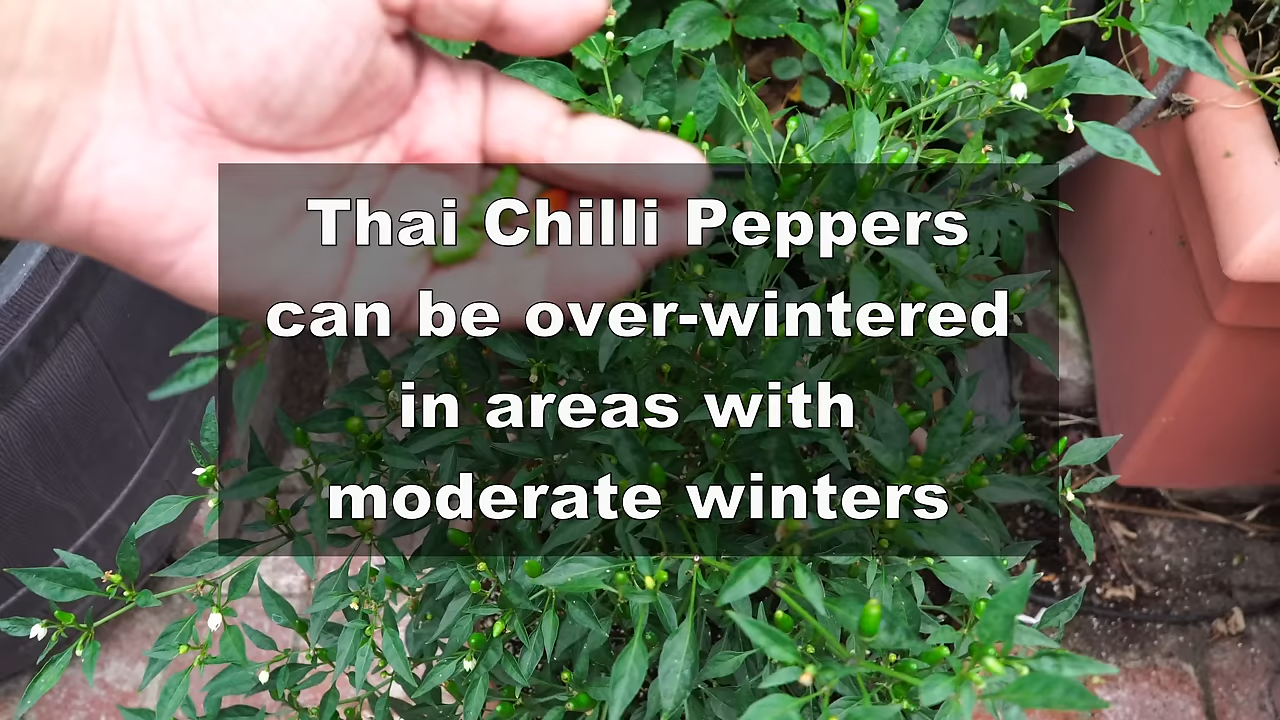 Thai Chilli Peppers
can be over-wintered
in areas with
moderate winters